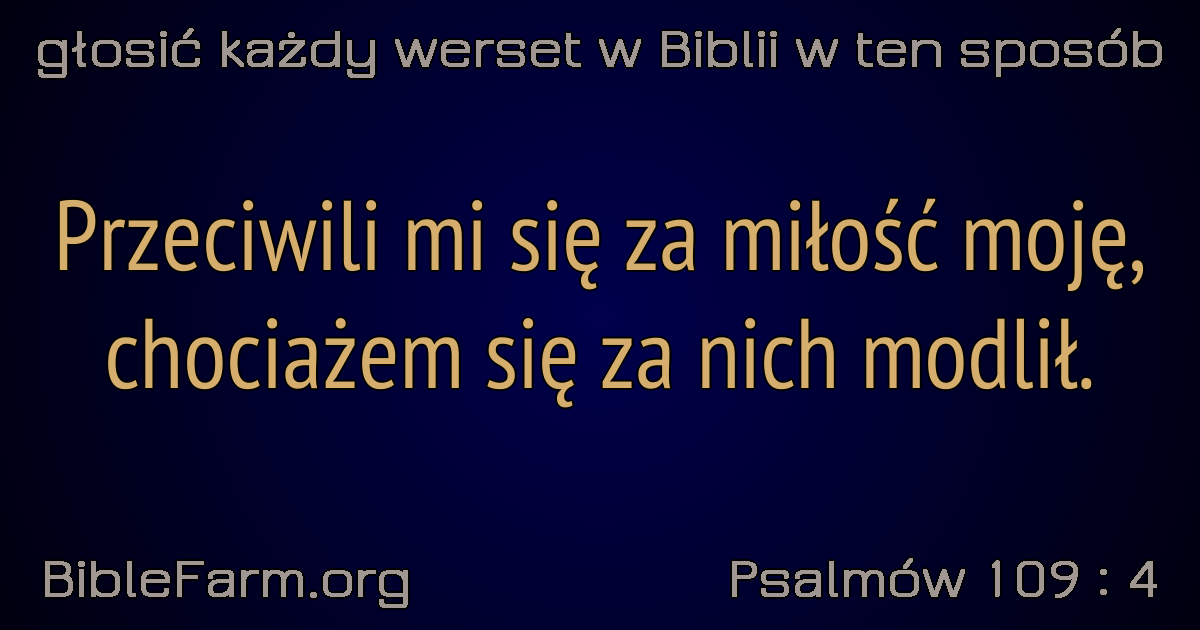 głosić każdy werset w Biblii w ten sposób
Przeciwili mi się za miłość moję,
chociażem się za nich modlił.
BibleFarm.org
Psalmów 109 : 4